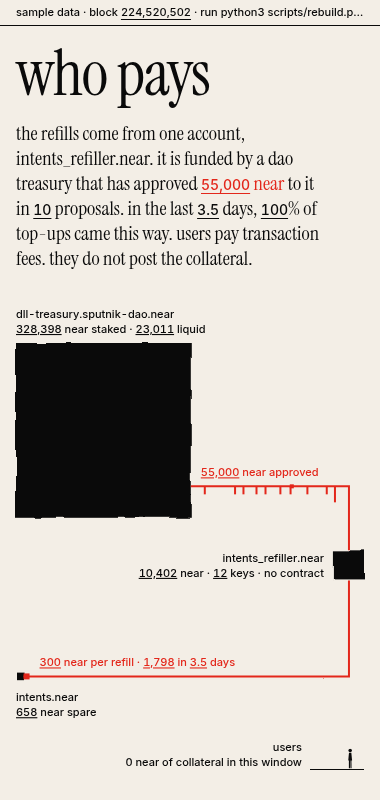 sample data · block 224,520,502 · run python3 scripts/rebuild.p...
who pays
the refills come from one account,
intents_refiller.near. it is funded by a dao
treasury that has approved 55,000 near to it
in 10 proposals. in the last 3.5 days, 100% of
top-ups came this way. users pay transaction
fees. they do not post the collateral.
dll-treasury.sputnik-dao.near
328,398 near staked · 23,011 liquid
55,000 near approved
intents_refiller.near
10,402 near · 12 keys · no contract
300 near per refill · 1,798 in 3.5 days
intents.near
658 near spare
users
0 near of collateral in this window